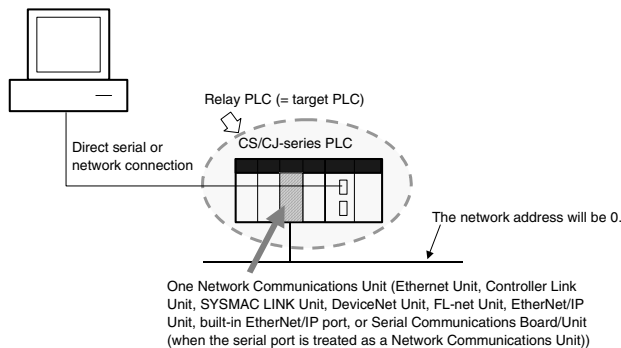 Relay PLC (= target PLC)
CS/CJ-series PLC
Direct serial or
network connection
The network address will be 0.
One Network Communications Unit (Ethernet Unit, Controller Link
Unit, SYSMAC LINK Unit, DeviceNet Unit, FL-net Unit, EtherNet/IP
Unit, built-in EtherNet/IP port, or Serial Communications Board/Unit
(when the serial port is treated as a Network Communications Unit))